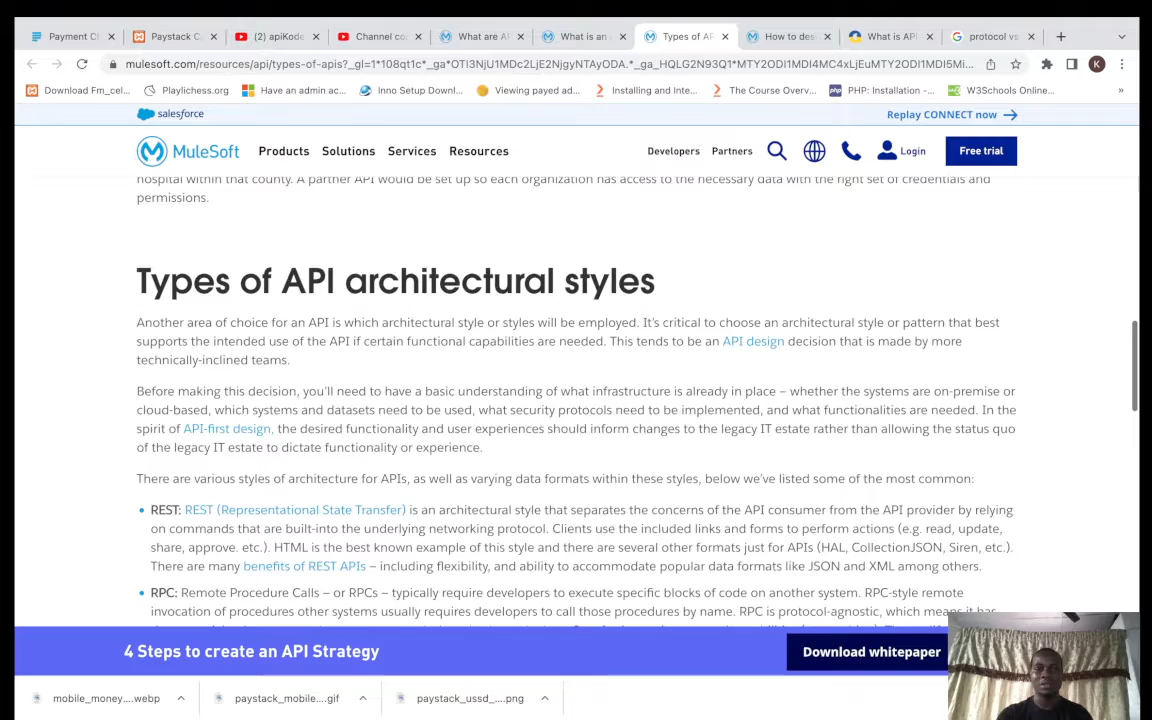 Payment Ch
Paystack C
(2) apiKode
Channel co
What are AP
What is an
Types of AP
How to des
What is API
protocol vs
mulesoft.com/resources/api/types-of-apis?_gl=1*108qt1c*_ga*OTI3NjU1MDc2LjE2NjgyNTAyODA.*_ga_HQLG2N93Q1*MTY2ODI1MDI4MC4xLjEuMTY2ODI1MDI5Mi...
Download Fm_cel...
Playlichess.org
Have an admin ac...
Inno Setup Downl...
Viewing payed ad...
Installing and Inte...
The Course Overv...
PHP: Installation -...
W3Schools Online...
»
salesforce
Replay CONNECT now
MuleSoft
Products
Solutions
Services
Resources
Developers
Partners
Login
Free trial
hospital within that county. A partner API would be set up so each organization has access to the necessary data with the right set of credentials and
permissions.
Types of API architectural styles
Another area of choice for an API is which architectural style or styles will be employed. It's critical to choose an architectural style or pattern that best
supports the intended use of the API if certain functional capabilities are needed. This tends to be an API design decision that is made by more
technically-inclined teams.
Before making this decision, you'll need to have a basic understanding of what infrastructure is already in place – whether the systems are on-premise or
cloud-based, which systems and datasets need to be used, what security protocols need to be implemented, and what functionalities are needed. In the
spirit of API-first design, the desired functionality and user experiences should inform changes to the legacy IT estate rather than allowing the status quo
of the legacy IT estate to dictate functionality or experience.
There are various styles of architecture for APIs, as well as varying data formats within these styles, below we've listed some of the most common:
• REST: REST (Representational State Transfer) is an architectural style that separates the concerns of the API consumer from the API provider by relying
on commands that are built-into the underlying networking protocol. Clients use the included links and forms to perform actions (e.g. read, update,
share, approve. etc.). HTML is the best known example of this style and there are several other formats just for APIs (HAL, CollectionJSON, Siren, etc.).
There are many benefits of REST APIs – including flexibility, and ability to accommodate popular data formats like JSON and XML among others.
• RPC: Remote Procedure Calls – or RPCs – typically require developers to execute specific blocks of code on another system. RPC-style remote
invocation of procedures other systems usually requires developers to call those procedures by name. RPC is protocol-agnostic, which means it has
4 Steps to create an API Strategy
Download whitepaper
mobile_money....webp
paystack_mobile....gif
paystack_ussd_....png